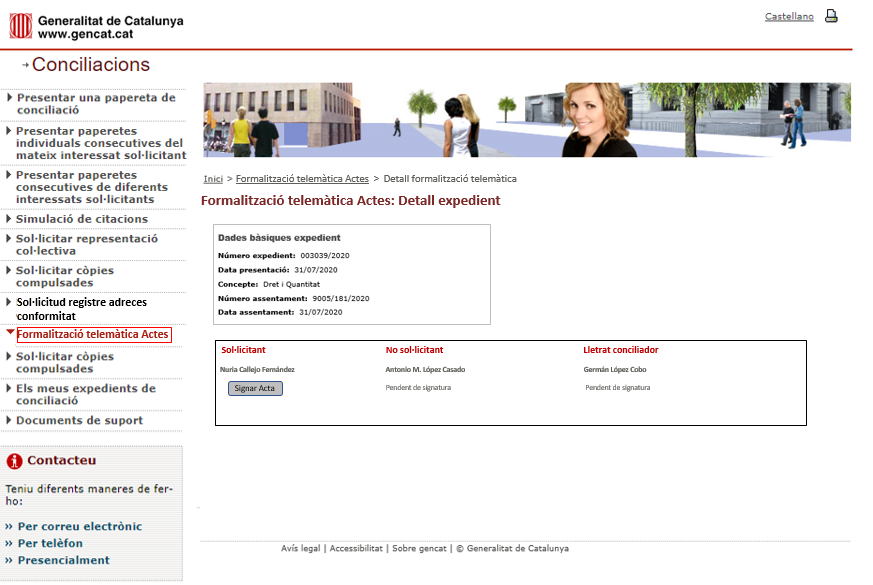 Generalitat de Catalunya
www.gencat.cat
Castellano
Conciliacions
Presentar una papereta de
conciliació
Presentar paperetes
individuals consecutives del
mateix interessat sol·licitant
Presentar paperetes
consecutives de diferents
interessats sol·licitants
Simulació de citacions
Sol·licitar representació
col·lectiva
Sol·licitar còpies
compulsades
Sol·licitud registre adreces
conformitat
Formalització telemàtica Actes
Sol·licitar còpies
compulsades
Els meus expedients de
conciliació
Documents de suport
Contacteu
Teniu diferents maneres de fer-
ho:
» Per correu electrònic
» Per telèfon
» Presencialment
Inici > Formalització telemàtica Actes > Detall formalització telemàtica
Formalització telemàtica Actes: Detall expedient
Dades bàsiques expedient
Número expedient: 003039/2020
Data presentació: 31/07/2020
Concepte: Dret i Quantitat
Número assentament: 9005/181/2020
Data assentament: 31/07/2020
Sol·licitant No sol·licitant Lletrat conciliador
Nuria Callejo Fernández Antonio M. López Casado Germán López Cobo
Signar Acta Pendent de signatura Pendent de signatura
Avís legal | Accessibilitat | Sobre gencat | © Generalitat de Catalunya